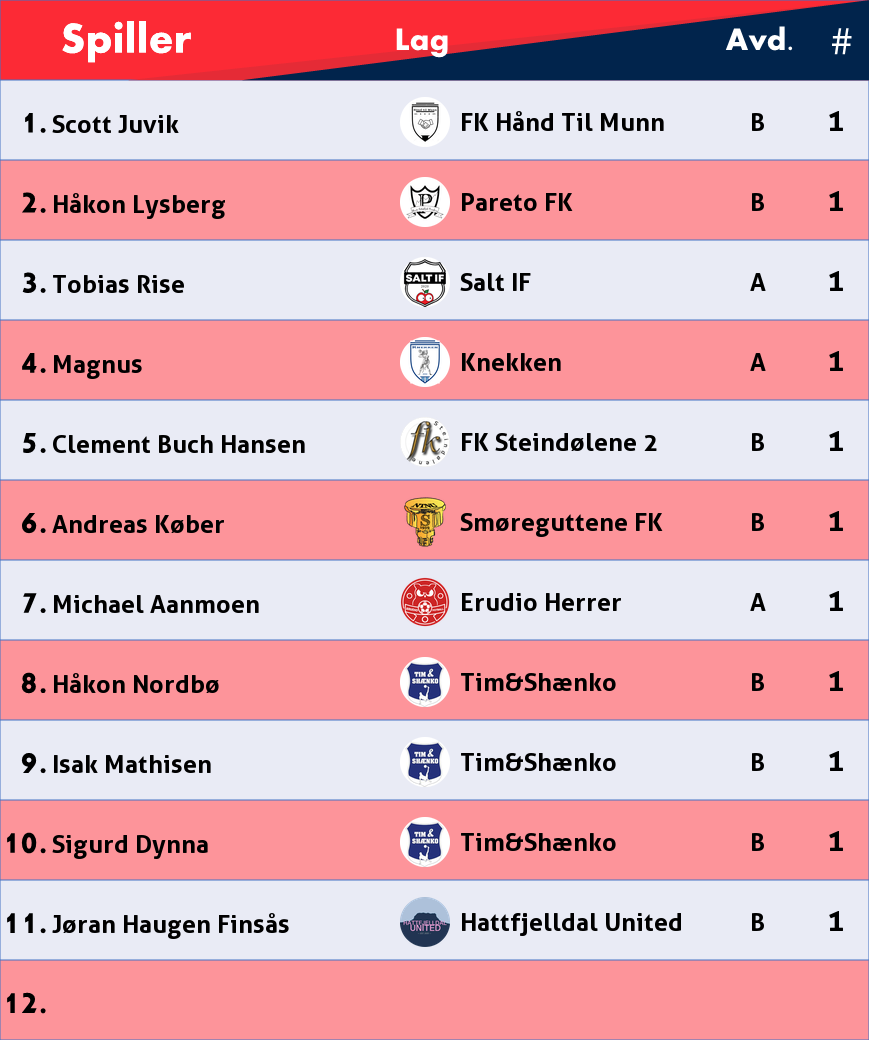 Spiller Lag Avd. #
1. Scott Juvik FK Hånd Til Munn B 1
2. Håkon Lysberg P Pareto FK B 1
3. Tobias Rise SALT IF Salt IF A 1
4. Magnus Knekken A 1
5. Clement Buch Hansen fk Steindølene FK Steindølene 2 B 1
6. Andreas Køber S Smøreguttene FK B 1
7. Michael Aanmoen Erudio Herrer A 1
8. Håkon Nordbø TIM & SHÆNKO Tim&Shænko B 1
9. Isak Mathisen TIM & SHÆNKO Tim&Shænko B 1
10. Sigurd Dynna TIM & SHÆNKO Tim&Shænko B 1
11. Jøran Haugen Finsås HATTFJELLDAL UNITED Hattfjelldal United B 1
12.